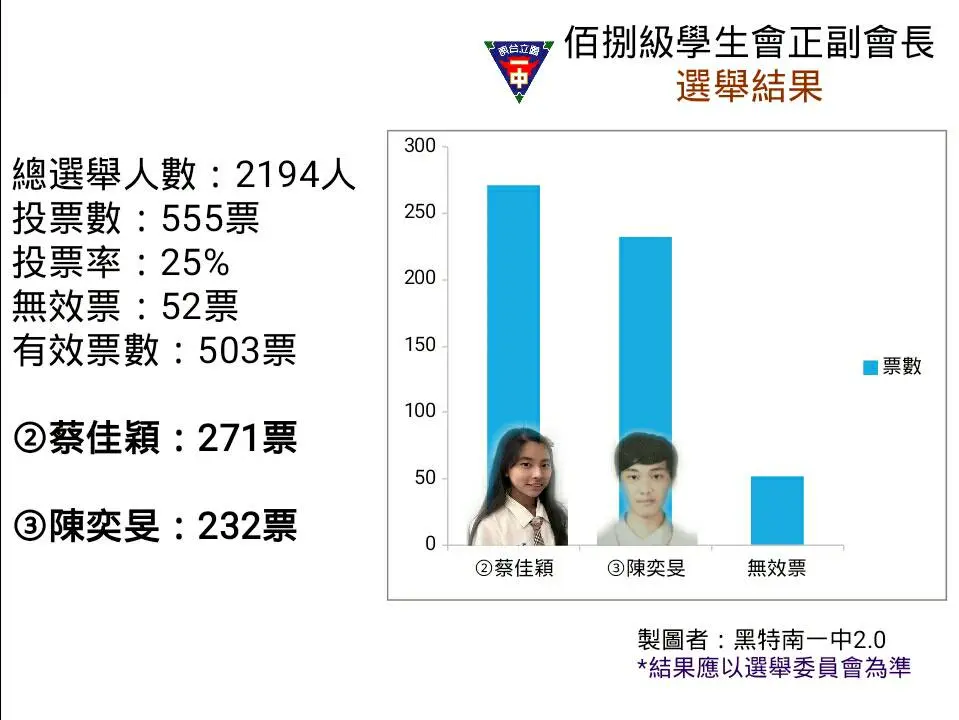 佰捌級學生會正副會長
選舉結果
一中
總選舉人數：2194人
投票數：555票
投票率：25%
無效票：52票
有效票數：503票
②蔡佳穎：271票
③陳奕旻：232票
300
250
200
150
100
50
0
②蔡佳穎
③陳奕旻
無效票
票數
製圖者：黑特南一中2.0
*結果應以選舉委員會為準